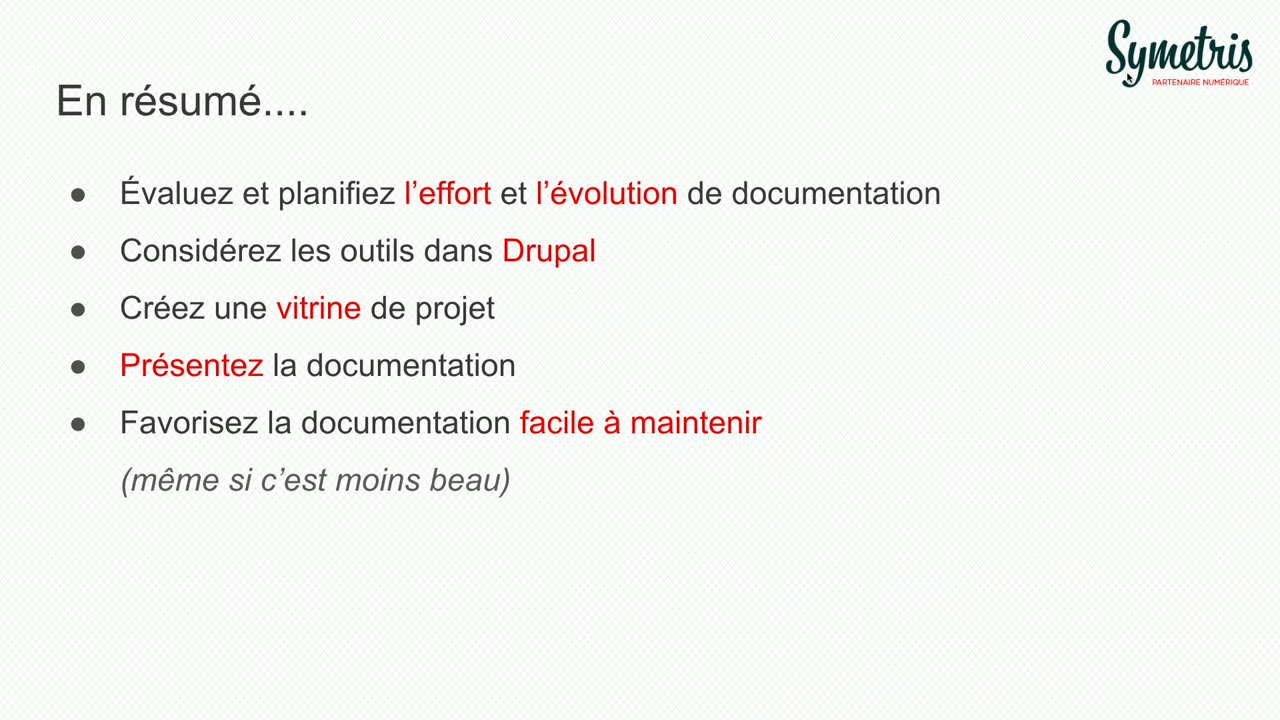 Symetris
PARTENAIRE NUMÉRIQUE
En résumé....
● Évaluez et planifiez l’effort et l’évolution de documentation
● Considérez les outils dans Drupal
● Créez une vitrine de projet
● Présentez la documentation
● Favorisez la documentation facile à maintenir
(même si c’est moins beau)